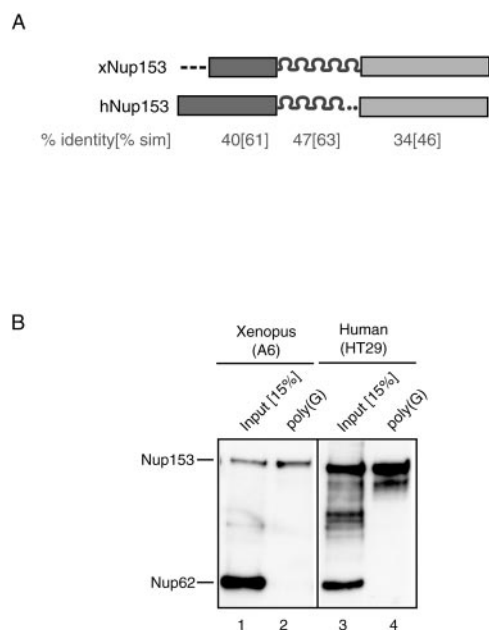 A
xNup153
hNup153
% identity[% sim] 40[61] 47[63] 34[46]
B
Xenopus Human
(A6) (HT29)
Input [15%] poly(G) Input [15%] poly(G)
Nup153
Nup62
1 2 3 4